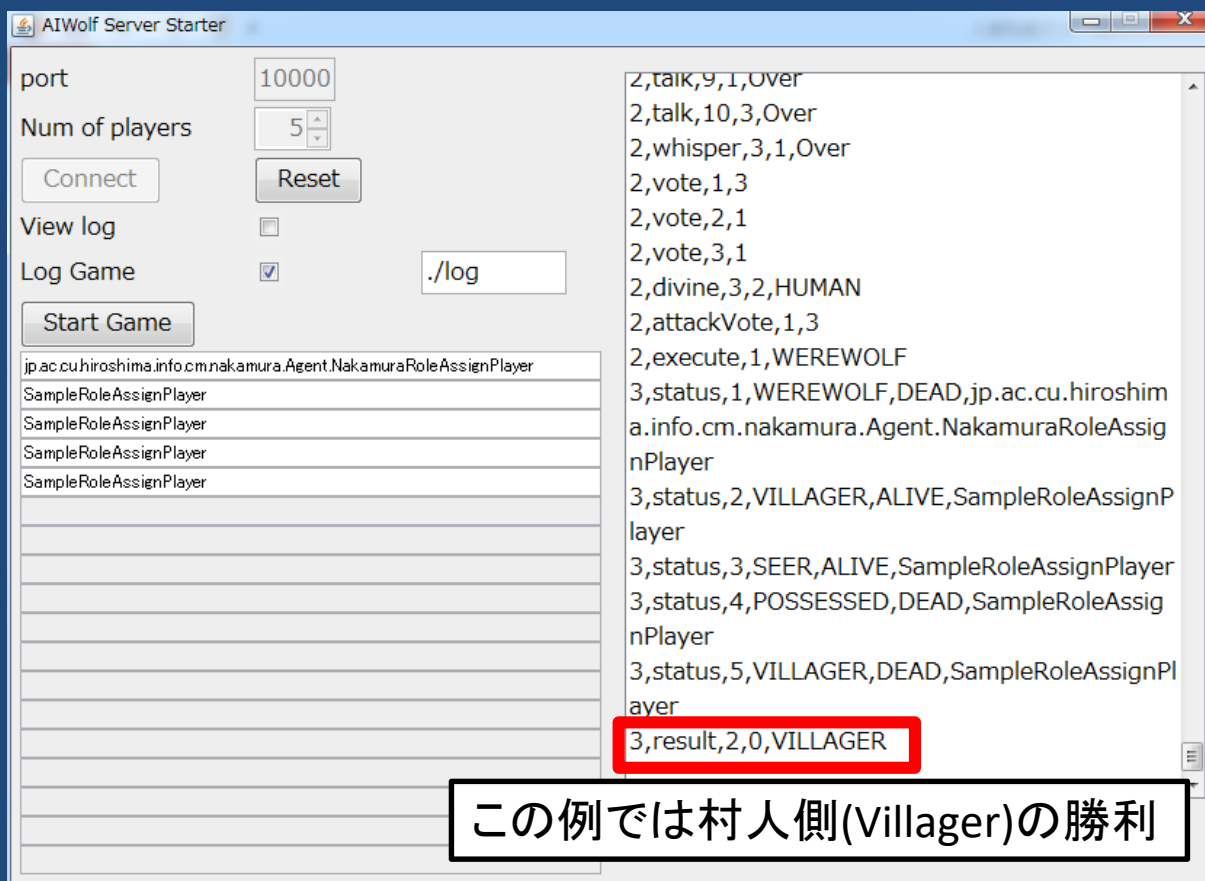 AIWolf Server Starter
port 10000
Num of players 5
Connect Reset
View log
Log Game ./log
Start Game
jp.ac.cu.hiroshima.info.cm.nakamura.Agent.NakamuraRoleAssignPlayer
SampleRoleAssignPlayer
SampleRoleAssignPlayer
SampleRoleAssignPlayer
SampleRoleAssignPlayer
2,talk,9,1,Over
2,talk,10,3,Over
2,whisper,3,1,Over
2,vote,1,3
2,vote,2,1
2,vote,3,1
2,divine,3,2,HUMAN
2,attackVote,1,3
2,execute,1,WEREWOLF
3,status,1,WEREWOLF,DEAD,jp.ac.cu.hiroshim
a.info.cm.nakamura.Agent.NakamuraRoleAssig
nPlayer
3,status,2,VILLAGER,ALIVE,SampleRoleAssignP
layer
3,status,3,SEER,ALIVE,SampleRoleAssignPlayer
3,status,4,POSSESSED,DEAD,SampleRoleAssig
nPlayer
3,status,5,VILLAGER,DEAD,SampleRoleAssignPl
ayer
3,result,2,0,VILLAGER
この例では村人側(Villager)の勝利